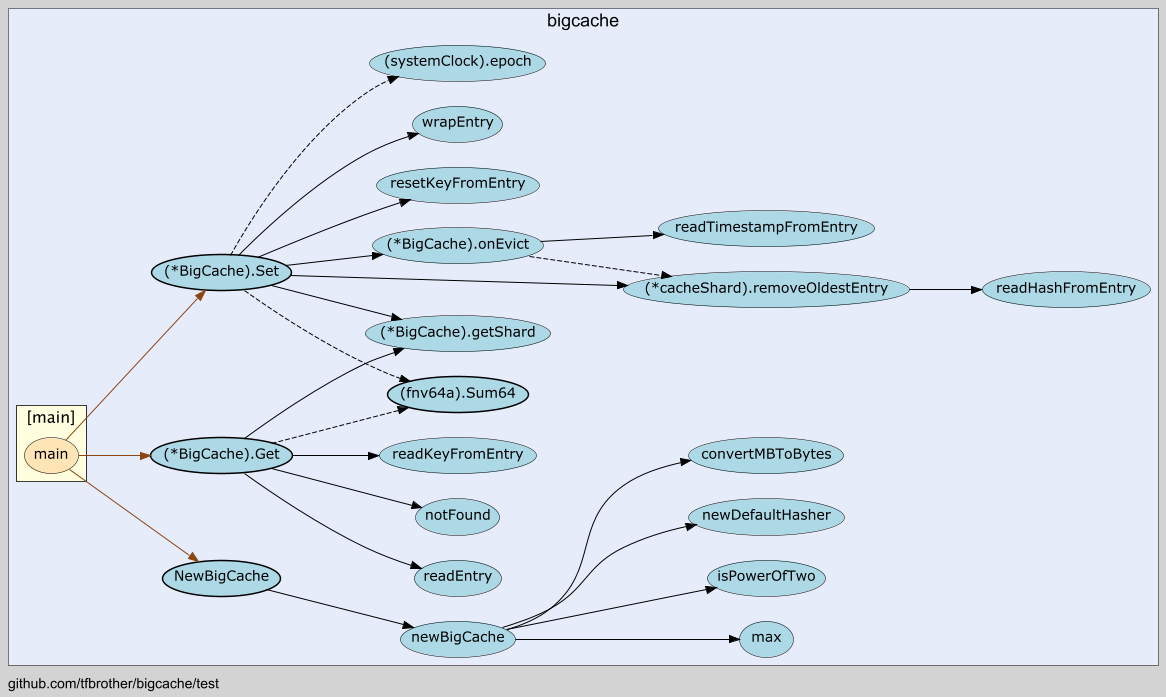 bigcache
(systemClock).epoch
wrapEntry
resetKeyFromEntry
readTimestampFromEntry
(*BigCache).onEvict
(*BigCache).Set
(*cacheShard).removeOldestEntry
readHashFromEntry
(*BigCache).getShard
(fnv64a).Sum64
[main]
main
(*BigCache).Get
readKeyFromEntry
convertMBToBytes
notFound
newDefaultHasher
NewBigCache
readEntry
isPowerOfTwo
newBigCache
max
github.com/tfbrother/bigcache/test